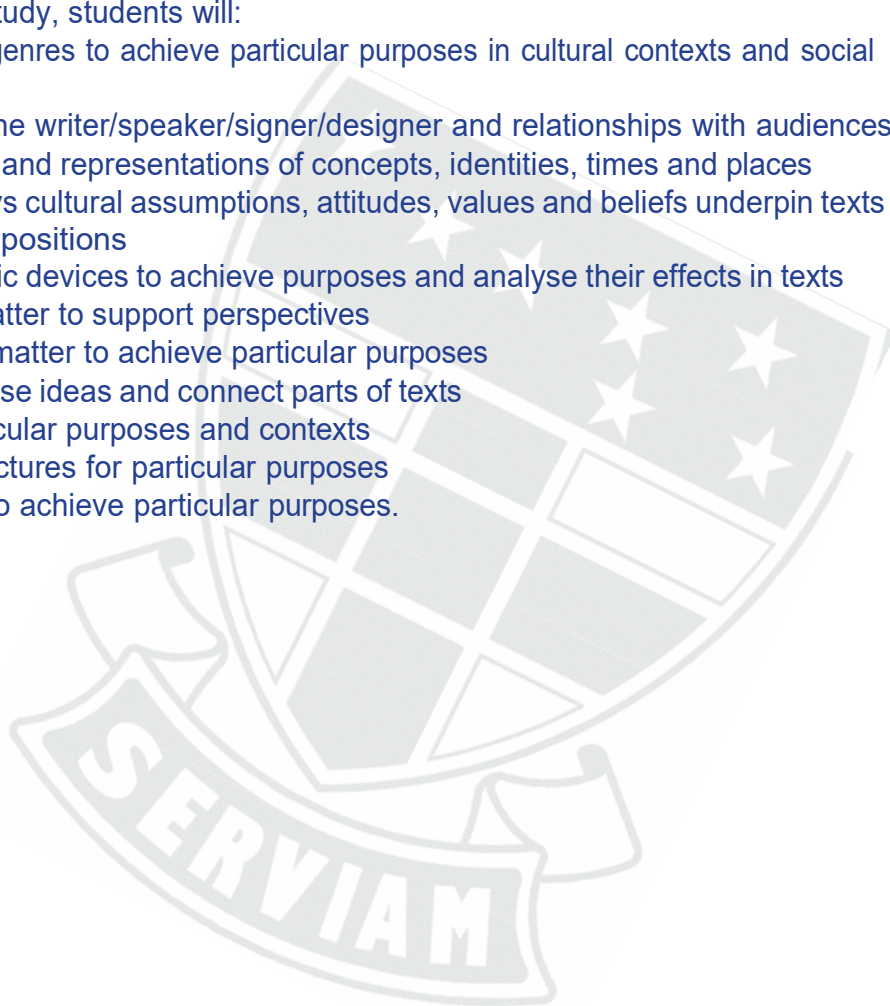 tudy, students will:
enres to achieve particular purposes in cultural contexts and social
ne writer/speaker/signer/designer and relationships with audiences
and representations of concepts, identities, times and places
s cultural assumptions, attitudes, values and beliefs underpin texts
positions
ic devices to achieve purposes and analyse their effects in texts
atter to support perspectives
matter to achieve particular purposes
se ideas and connect parts of texts
cular purposes and contexts
ctures for particular purposes
o achieve particular purposes.
SERVIAM